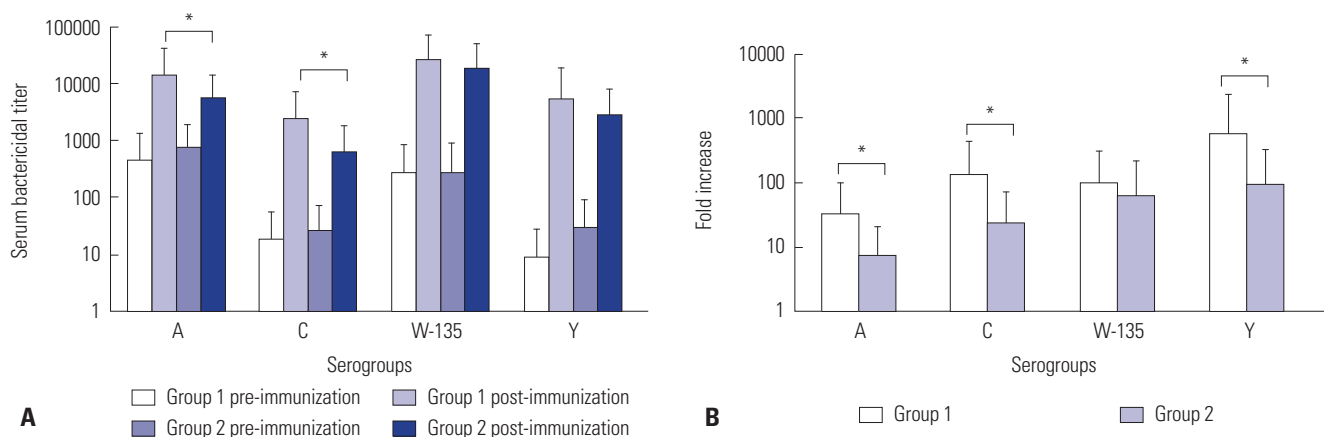 100000
10000
1000
100
10
1
Serum bactericidal titer
*
*
A C W-135 Y
Serogroups
Group 1 pre-immunization Group 1 post-immunization
Group 2 pre-immunization Group 2 post-immunization
A
10000
1000
100
10
1
Fold increase
*
*
*
A C W-135 Y
Serogroups
Group 1 Group 2
B